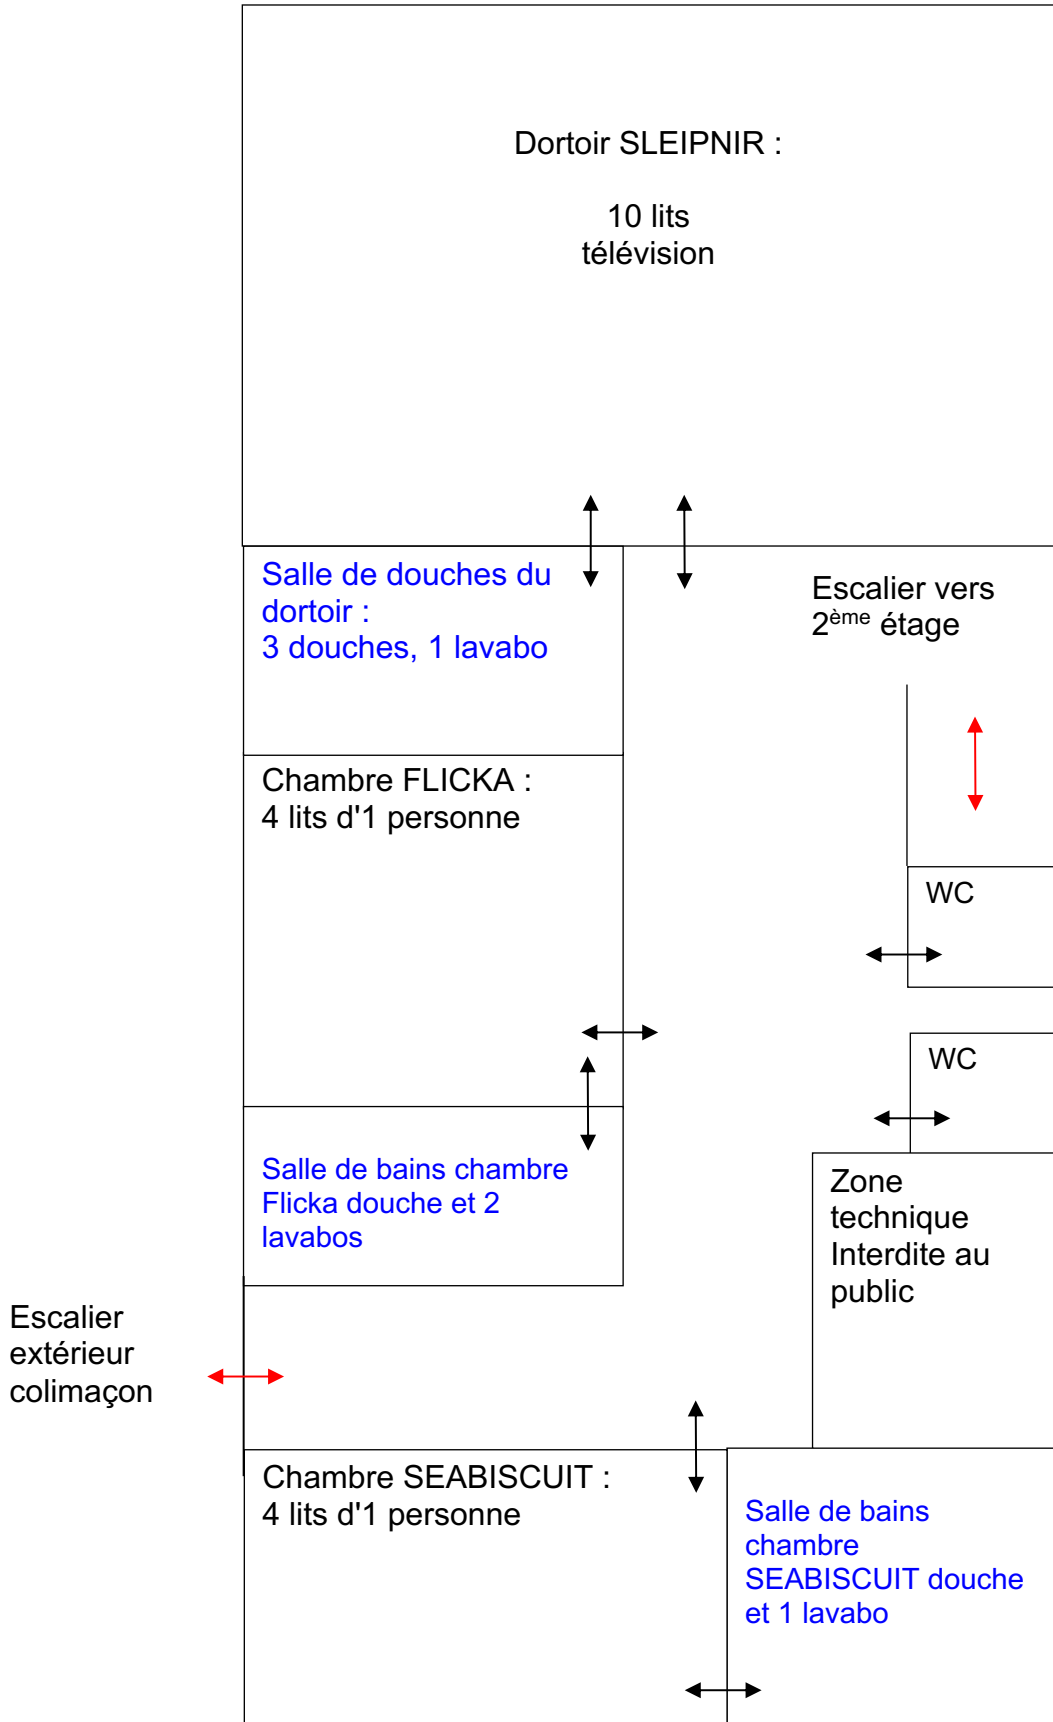 Dortoir SLEIPNIR :
10 lits
télévision
Salle de douches du
dortoir :
3 douches, 1 lavabo
Escalier vers
2ème étage
Chambre FLICKA :
4 lits d'1 personne
WC
WC
Salle de bains chambre
Flicka douche et 2
lavabos
Zone
technique
Interdite au
public
Escalier
extérieur
colimaçon
Chambre SEABISCUIT :
4 lits d'1 personne
Salle de bains
chambre
SEABISCUIT douche
et 1 lavabo